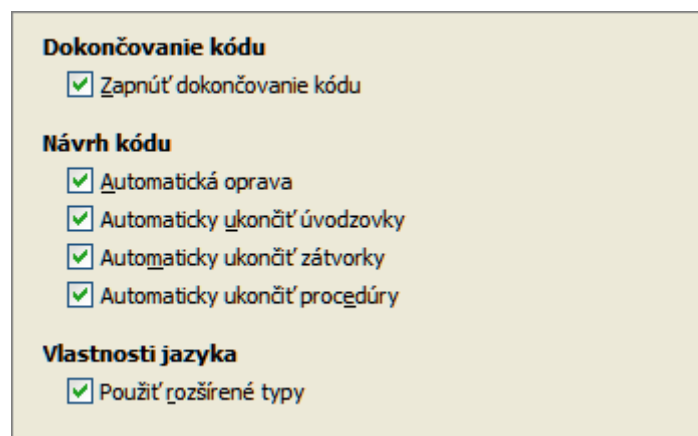 Dokončovanie kódu
Zapnúť dokončovanie kódu
Návrh kódu
Automatická oprava
Automaticky ukončiť úvodzovky
Automaticky ukončiť zátvorky
Automaticky ukončiť procedúry
Vlastnosti jazyka
Použiť rozšírené typy